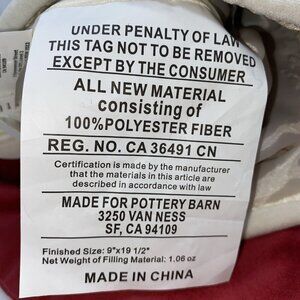 UNDER PENALTY OF LAW
THIS TAG NOT TO BE REMOVED
EXCEPT BY THE CONSUMER
ALL NEW MATERIAL
consisting of
100%POLYESTER FIBER
REG. NO. CA 36491 CN
Certification is made by the manufacturer
that the materials in this article are
described in accordance with law
MADE FOR POTTERY BARN
3250 VAN NESS
SF, CA 94109
Finished Size: 9"x19 1/2"
Net Weight of Filling Material: 1.06 oz
MADE IN CHINA